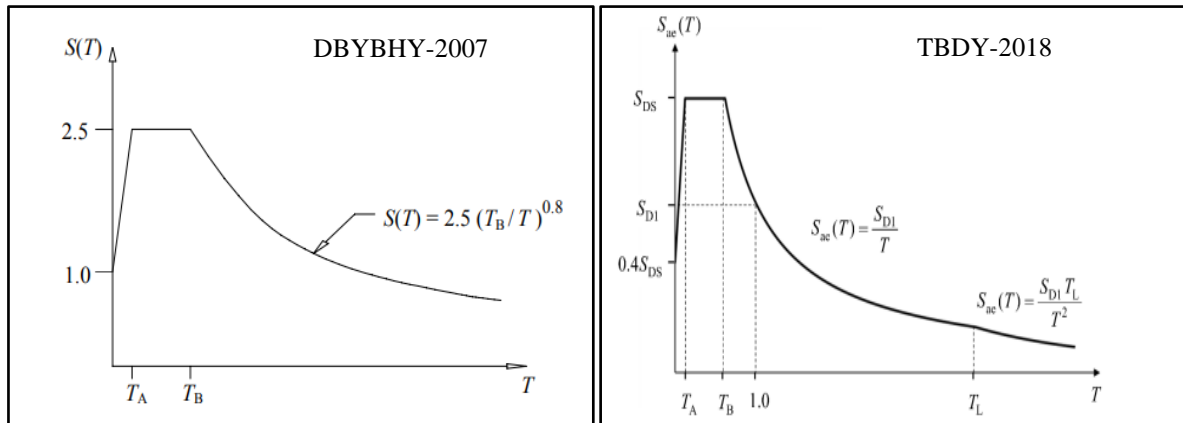 S(T)
DBYBHY-2007
2.5
S(T) = 2.5 (T_B / T)^0.8
1.0
T_A
T_B
T
S_ae(T)
TBDY-2018
S_DS
S_D1
S_ae(T) = S_D1 / T
0.4S_DS
S_ae(T) = S_D1 T_L / T^2
T_A
T_B
1.0
T_L
T